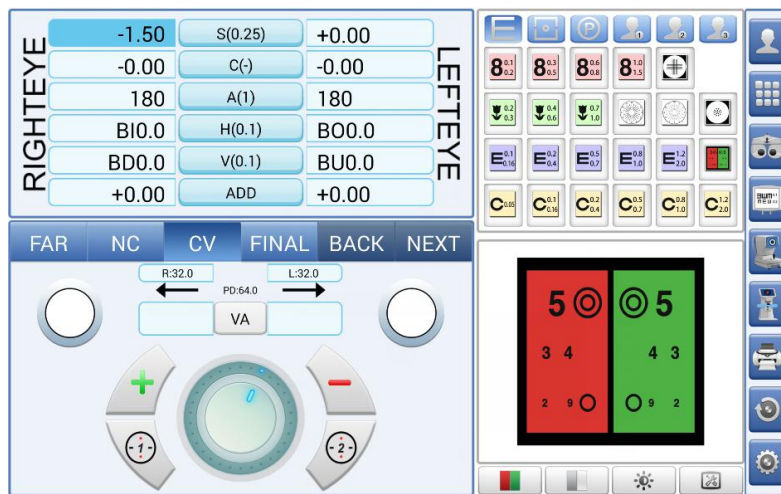 RIGHTEYE
LEFTEYE
-1.50 S(0.25) +0.00
-0.00 C(-) -0.00
180 A(1) 180
BI0.0 H(0.1) BO0.0
BD0.0 V(0.1) BU0.0
+0.00 ADD +0.00
E P 1 2 3
8 0.1 0.2 8 0.3 0.5 8 0.6 0.8 8 1.0 1.5
0.2 0.3 0.4 0.6 0.7 1.0
E 0.1 0.16 E 0.2 0.4 E 0.5 0.7 E 0.8 1.0 E 1.2 2.0
C 0.05 C 0.1 0.16 C 0.2 0.4 C 0.5 0.7 C 0.8 1.0 C 1.2 2.0
FAR NC CV FINAL BACK NEXT
R:32.0 L:32.0
PD:64.0
VA
+ −
0
-1- -2-
5 5
3 4 4 3
2 9 9 2